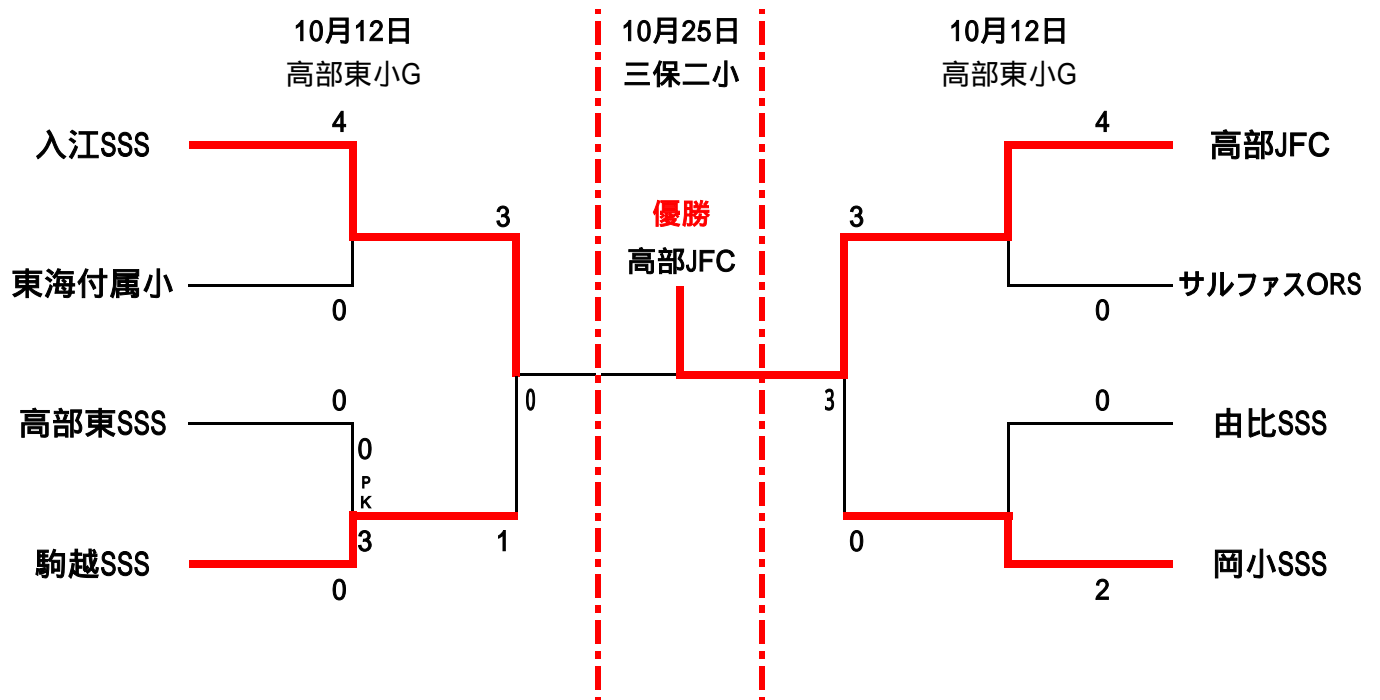 10月12日
10月25日
10月12日
高部東小G
三保二小
高部東小G
4
4
入江SSS
高部JFC
3
優勝
3
高部JFC
東海付属小
サルファスORS
0
0
0
3
0
0
高部東SSS
由比SSS
0
PK
3
1
0
駒越SSS
岡小SSS
0
2